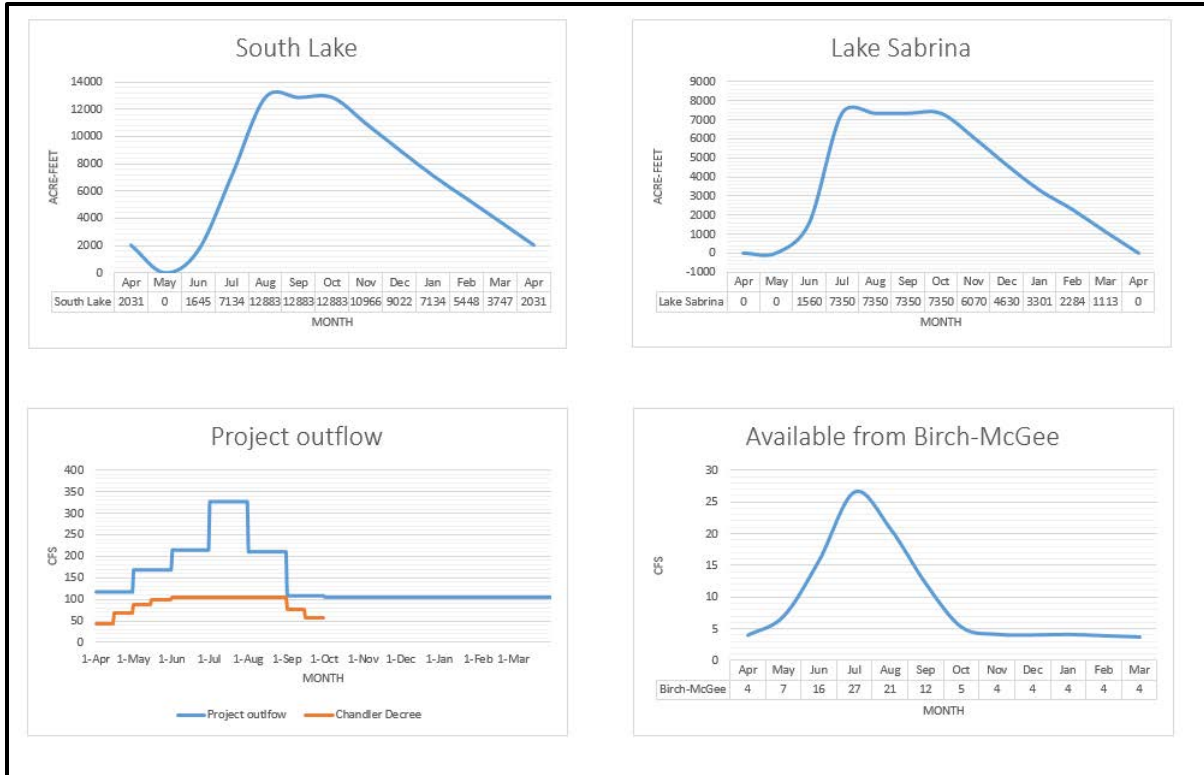 South Lake
14000
12000
10000
8000
6000
4000
2000
0
ACRE-FEET
Apr May Jun Jul Aug Sep Oct Nov Dec Jan Feb Mar Apr
South Lake 2031 0 1645 7134 12883 12883 12883 10966 9022 7134 5448 3747 2031
MONTH
Lake Sabrina
9000
8000
7000
6000
5000
4000
3000
2000
1000
0
-1000
ACRE-FEET
Apr May Jun Jul Aug Sep Oct Nov Dec Jan Feb Mar Apr
Lake Sabrina 0 0 1560 7350 7350 7350 7350 6070 4630 3301 2284 1113 0
MONTH
Project outflow
400
350
300
250
200
150
100
50
0
CFS
1-Apr 1-May 1-Jun 1-Jul 1-Aug 1-Sep 1-Oct 1-Nov 1-Dec 1-Jan 1-Feb 1-Mar
MONTH
Project outlfow Chandler Decree
Available from Birch-McGee
30
25
20
15
10
5
0
CFS
Apr May Jun Jul Aug Sep Oct Nov Dec Jan Feb Mar
Birch-McGee 4 7 16 27 21 12 5 4 4 4 4 4
MONTH